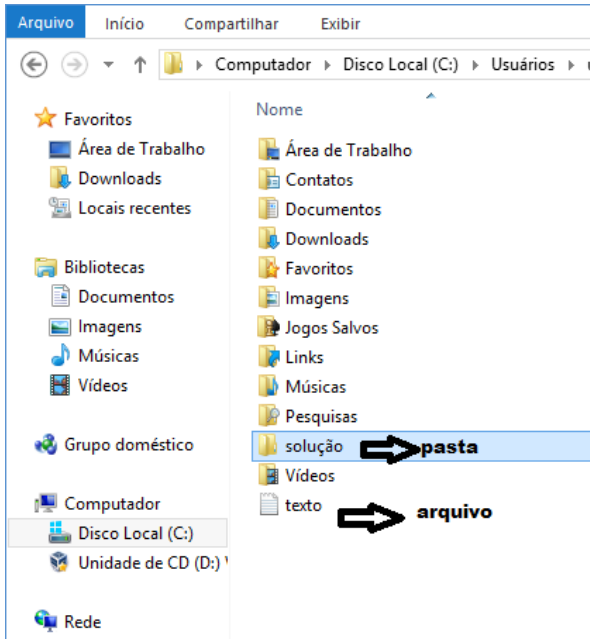 Arquivo Início Compartilhar Exibir
Computador Disco Local (C:) Usuários
Favoritos
Área de Trabalho
Downloads
Locais recentes
Bibliotecas
Documentos
Imagens
Músicas
Vídeos
Grupo doméstico
Computador
Disco Local (C:)
Unidade de CD (D:)
Rede
Nome
Área de Trabalho
Contatos
Documentos
Downloads
Favoritos
Imagens
Jogos Salvos
Links
Músicas
Pesquisas
solução pasta
Vídeos
texto arquivo